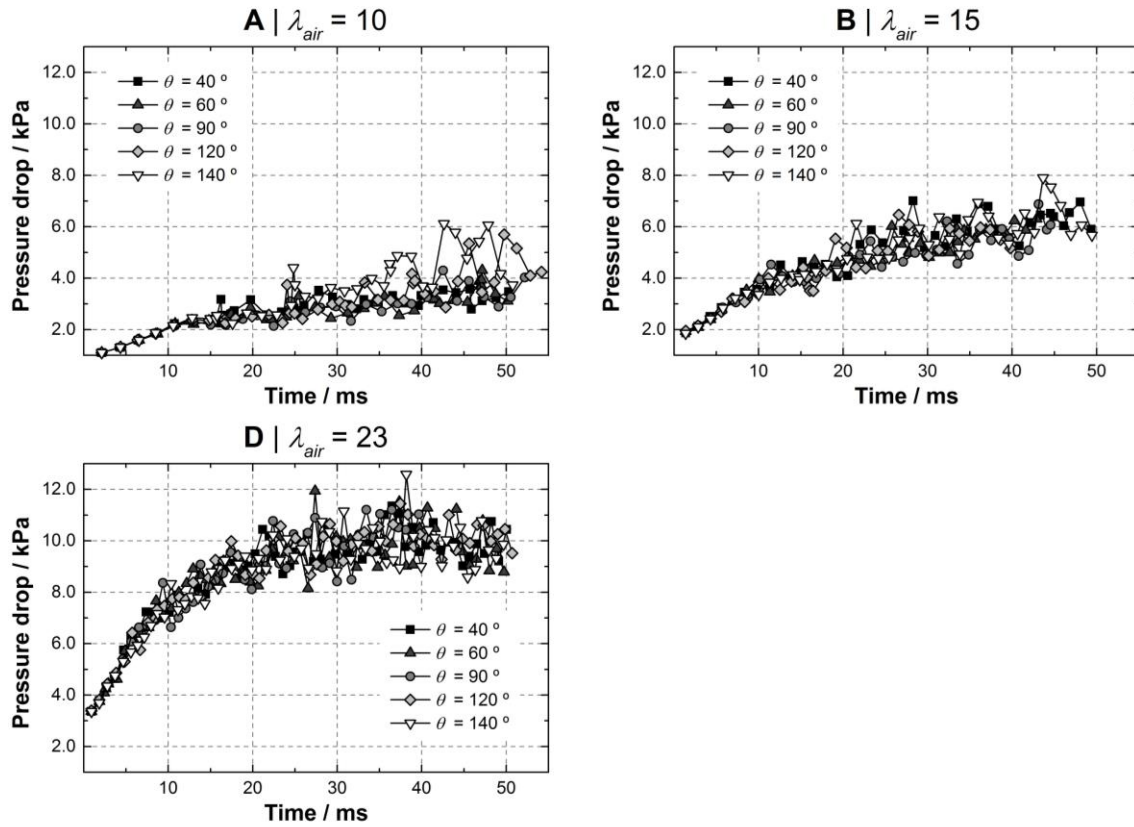 A | λair = 10
Pressure drop / kPa
12.0
10.0
8.0
6.0
4.0
2.0
θ = 40 º
θ = 60 º
θ = 90 º
θ = 120 º
θ = 140 º
10 20 30 40 50
Time / ms
B | λair = 15
Pressure drop / kPa
12.0
10.0
8.0
6.0
4.0
2.0
θ = 40 º
θ = 60 º
θ = 90 º
θ = 120 º
θ = 140 º
10 20 30 40 50
Time / ms
D | λair = 23
Pressure drop / kPa
12.0
10.0
8.0
6.0
4.0
2.0
θ = 40 º
θ = 60 º
θ = 90 º
θ = 120 º
θ = 140 º
10 20 30 40 50
Time / ms